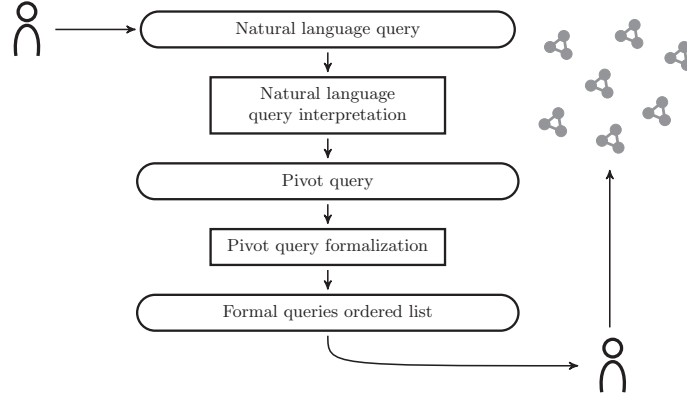 Natural language query
Natural language
query interpretation
Pivot query
Pivot query formalization
Formal queries ordered list